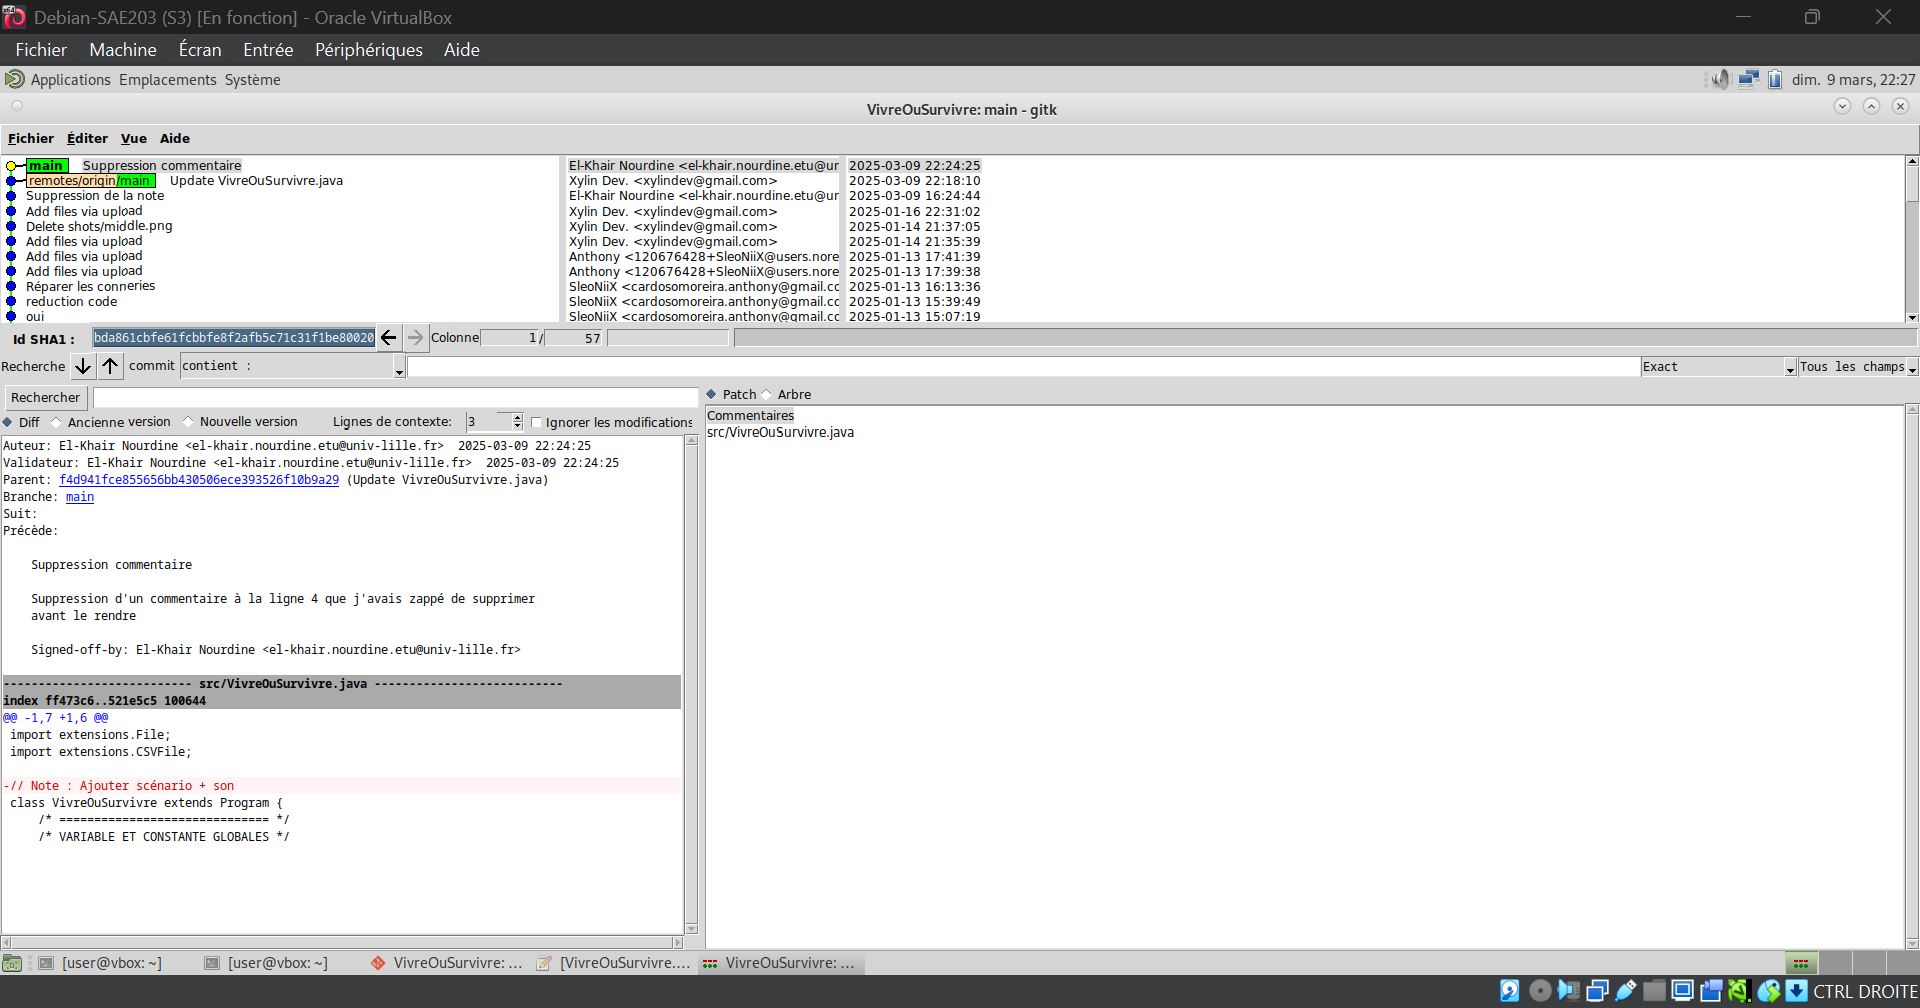 Debian-SAE203 (S3) [En fonction] - Oracle VirtualBox
Fichier Machine Écran Entrée Périphériques Aide
Applications Emplacements Système dim. 9 mars, 22:27
VivreOuSurvivre: main - gitk
Fichier Éditer Vue Aide
main Suppression commentaire El-Khair Nourdine <el-khair.nourdine.etu@ur 2025-03-09 22:24:25
remotes/origin/main Update VivreOuSurvivre.java Xylin Dev. <xylindev@gmail.com> 2025-03-09 22:18:10
Suppression de la note El-Khair Nourdine <el-khair.nourdine.etu@ur 2025-03-09 16:24:44
Add files via upload Xylin Dev. <xylindev@gmail.com> 2025-01-16 22:31:02
Delete shots/middle.png Xylin Dev. <xylindev@gmail.com> 2025-01-14 21:37:05
Add files via upload Xylin Dev. <xylindev@gmail.com> 2025-01-14 21:35:39
Add files via upload Anthony <120676428+SleoNiiX@users.nore 2025-01-13 17:41:39
Add files via upload Anthony <120676428+SleoNiiX@users.nore 2025-01-13 17:39:38
Réparer les conneries SleoNiiX <cardosomoreira.anthony@gmail.cc 2025-01-13 16:13:36
reduction code SleoNiiX <cardosomoreira.anthony@gmail.cc 2025-01-13 15:39:49
oui SleoNiiX <cardosomoreira.anthony@gmail.cc 2025-01-13 15:07:19
Id SHA1 : bda861cbfe61fcbbfe8f2afb5c71c31f1be80020 Colonne 1 / 57
Recherche commit contient : Exact Tous les champs
Rechercher
Patch Arbre
Diff Ancienne version Nouvelle version Lignes de contexte: 3 Ignorer les modifications
Commentaires
src/VivreOuSurvivre.java
Auteur: El-Khair Nourdine <el-khair.nourdine.etu@univ-lille.fr> 2025-03-09 22:24:25
Validateur: El-Khair Nourdine <el-khair.nourdine.etu@univ-lille.fr> 2025-03-09 22:24:25
Parent: f4d941fce855656bb430506ece393526f10b9a29 (Update VivreOuSurvivre.java)
Branche: main
Suit:
Précède:
Suppression commentaire
Suppression d'un commentaire à la ligne 4 que j'avais zappé de supprimer
avant le rendre
Signed-off-by: El-Khair Nourdine <el-khair.nourdine.etu@univ-lille.fr>
--------------------------- src/VivreOuSurvivre.java ---------------------------
index ff473c6..521e5c5 100644
@@ -1,7 +1,6 @@
import extensions.File;
import extensions.CSVFile;
-// Note : Ajouter scénario + son
class VivreOuSurvivre extends Program {
/* ============================== */
/* VARIABLE ET CONSTANTE GLOBALES */
[user@vbox: ~] [user@vbox: ~] VivreOuSurvivre: ... [VivreOuSurvivre.... VivreOuSurvivre: ...
CTRL DROITE